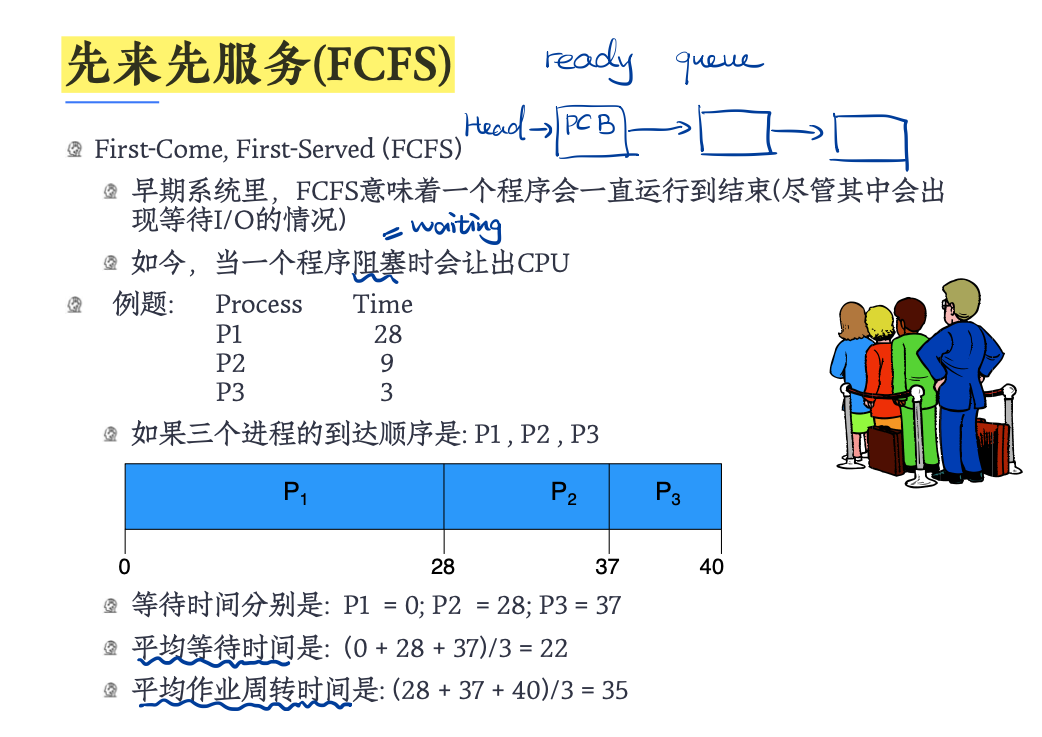 先来先服务(FCFS)
ready queue
Head → PCB
First-Come, First-Served (FCFS)
早期系统里，FCFS意味着一个程序会一直运行到结束(尽管其中会出
现等待I/O的情况)
= waiting
如今，当一个程序阻塞时会让出CPU
例题: Process Time
P1 28
P2 9
P3 3
如果三个进程的到达顺序是: P1 , P2 , P3
P1 P2 P3
0 28 37 40
等待时间分别是: P1 = 0; P2 = 28; P3 = 37
平均等待时间是: (0 + 28 + 37)/3 = 22
平均作业周转时间是: (28 + 37 + 40)/3 = 35